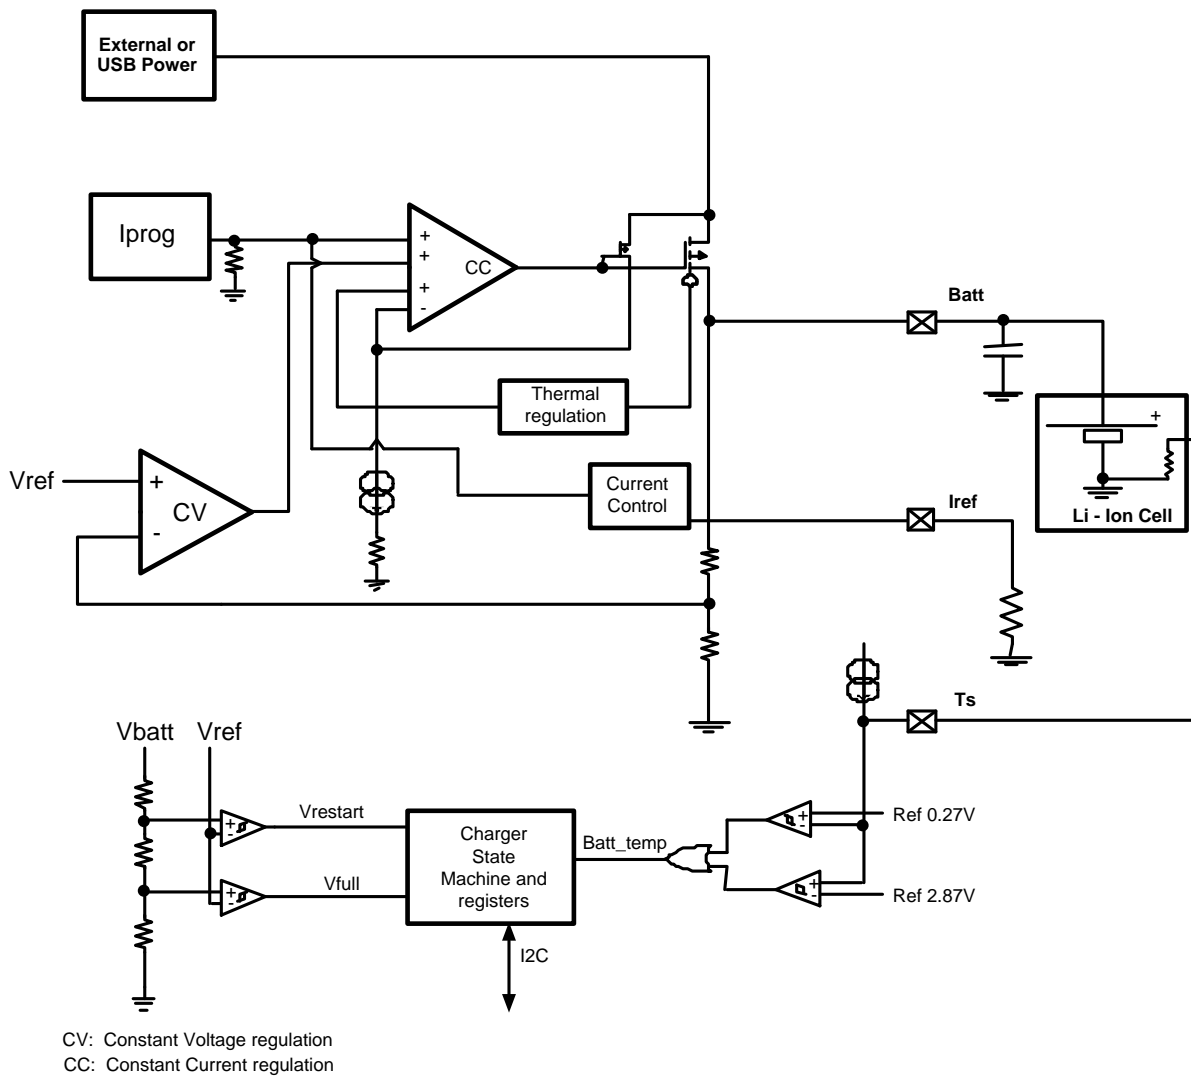 External or
USB Power
Iprog
+
+
+
-
CC
Batt
Thermal
regulation
+
Li - Ion Cell
Vref
+
-
CV
Current
Control
Iref
Ts
Vbatt Vref
+
-
Vrestart
Charger
State
Machine and
registers
Batt_temp
+
-
Ref 0.27V
+
-
Vfull
+
-
Ref 2.87V
I2C
CV: Constant Voltage regulation
CC: Constant Current regulation